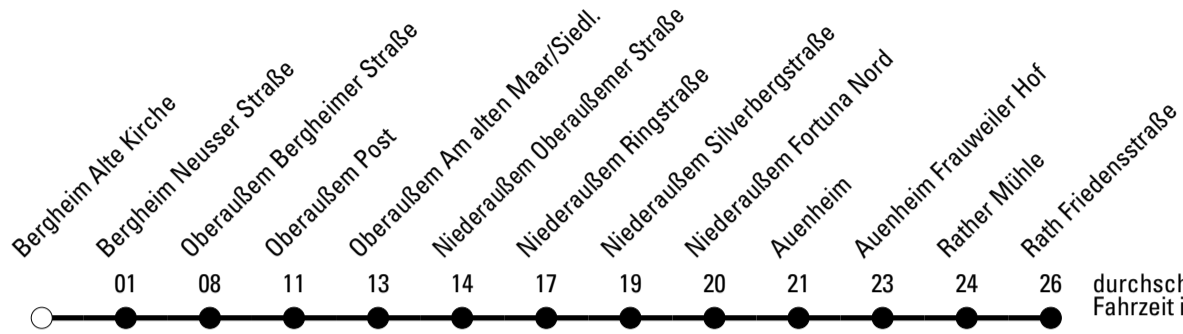 Bergheim Alte Kirche
Bergheim Neusser Straße
Oberaußem Bergheimer Straße
Oberaußem Post
Oberaußem Am alten Maar/Siedl.
Niederaußem Oberaußemer Straße
Niederaußem Ringstraße
Niederaußem Silverbergstraße
Niederaußem Fortuna Nord
Auenheim
Auenheim Frauweiler Hof
Rather Mühle
Rath Friedensstraße
01 08 11 13 14 17 19 20 21 23 24 26
durchsch
Fahrzeit i